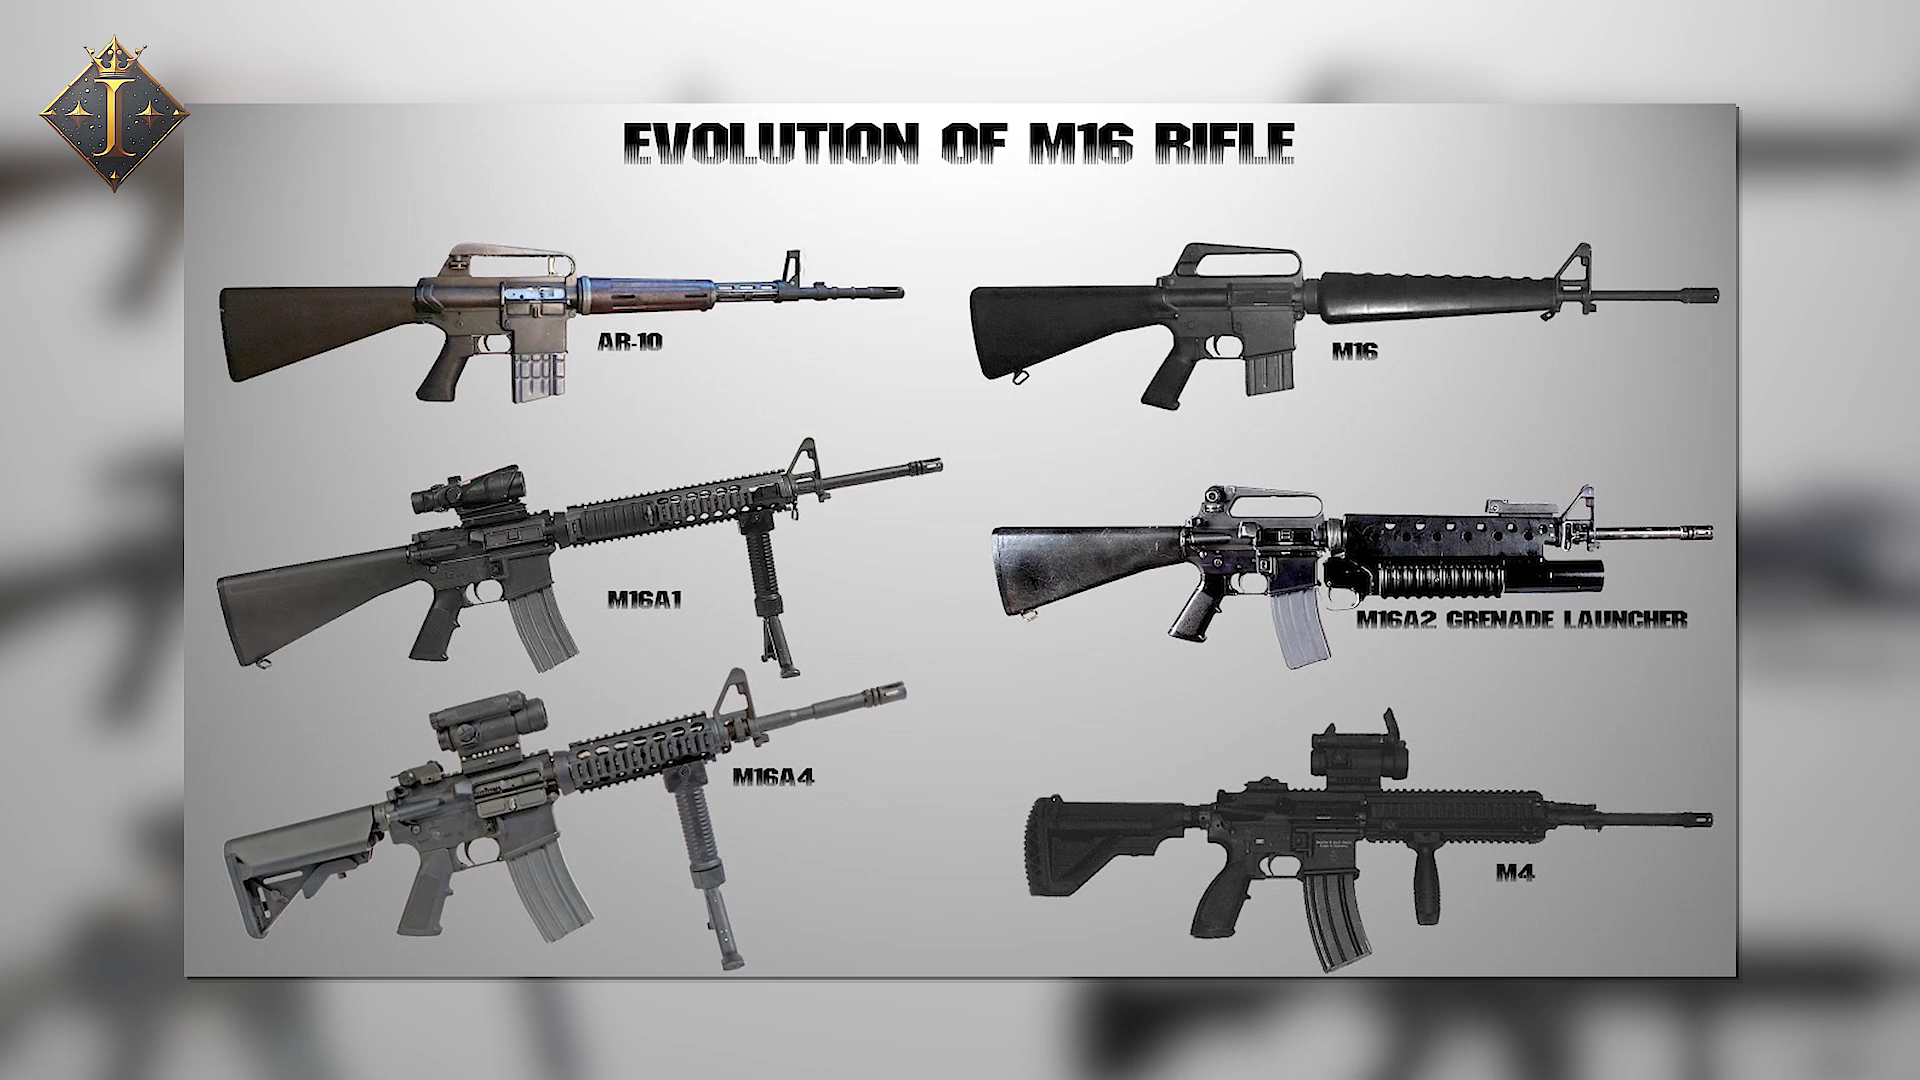 I
EVOLUTION OF M16 RIFLE
AR-10
M16
M16A1
M16A2 GRENADE LAUNCHER
M16A4
M4